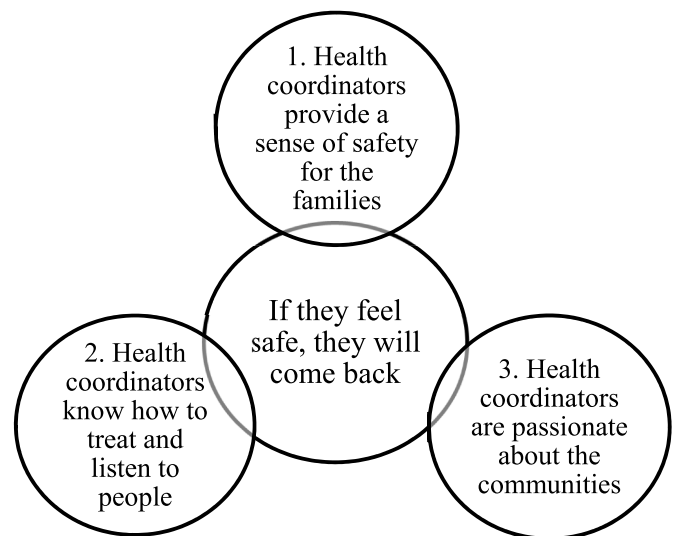 1. Health
coordinators
provide a
sense of safety
for the
families
If they feel
safe, they will
come back
2. Health
coordinators
know how to
treat and
listen to
people
3. Health
coordinators
are passionate
about the
communities